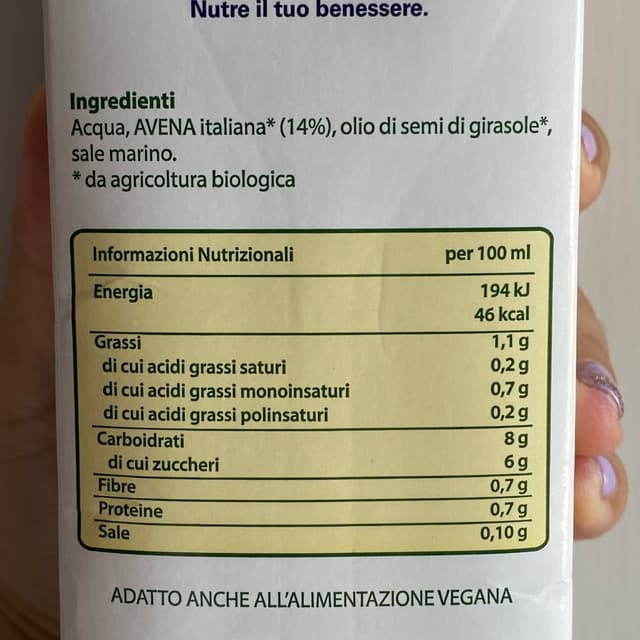 Nutre il tuo benessere.
Ingredienti
Acqua, AVENA italiana* (14%), olio di semi di girasole*,
sale marino.
* da agricoltura biologica
Informazioni Nutrizionali per 100 ml
Energia 194 kJ
46 kcal
Grassi 1,1 g
di cui acidi grassi saturi 0,2 g
di cui acidi grassi monoinsaturi 0,7 g
di cui acidi grassi polinsaturi 0,2 g
Carboidrati 8 g
di cui zuccheri 6 g
Fibre 0,7 g
Proteine 0,7 g
Sale 0,10 g
ADATTO ANCHE ALL'ALIMENTAZIONE VEGANA